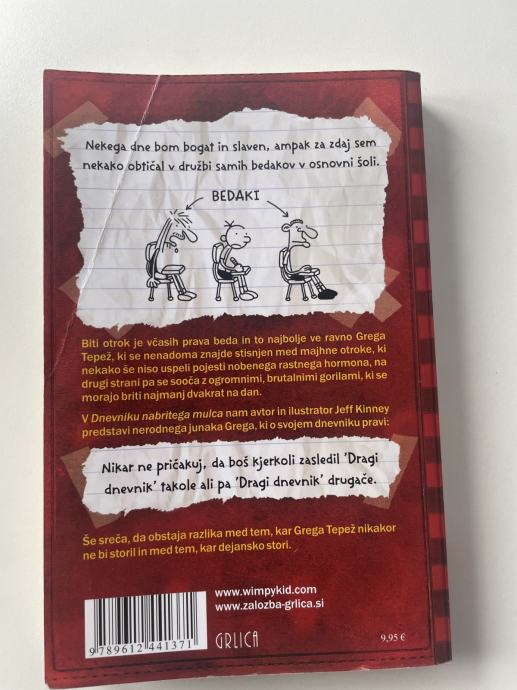 Nekega dne bom bogat in slaven, ampak za zdaj sem
nekako obtičal v družbi samih bedakov v osnovni šoli.
BEDAKI
Biti otrok je včasih prava beda in to najbolje ve ravno Grega
Tepež, ki se nenadoma znajde stisnjen med majhne otroke, ki
nekako še niso uspeli pojesti nobenega rastnega hormona, na
drugi strani pa se sooča z ogromnimi, brutalnimi gorilami, ki se
morajo briti najmanj dvakrat na dan.
V Dnevniku nabritega mulca nam avtor in ilustrator Jeff Kinney
predstavi nerodnega junaka Grega, ki o svojem dnevniku pravi:
Nikar ne pričakuj, da boš kjerkoli zasledil 'Dragi
dnevnik' takole ali pa 'Dragi dnevnik' drugače.
Še sreča, da obstaja razlika med tem, kar Grega Tepež nikakor
ne bi storil in med tem, kar dejansko stori.
www.wimpykid.com
www.zalozba-grlica.si
9 789612 441371
GRLICA
9,95 €